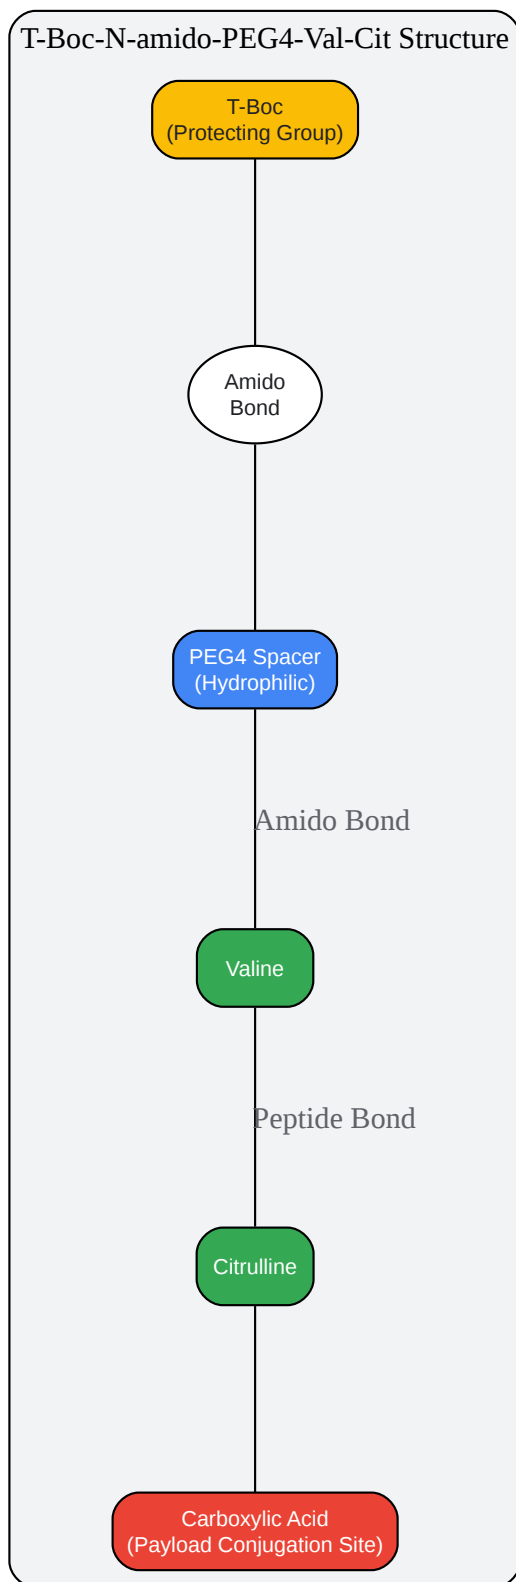 T-Boc-N-amido-PEG4-Val-Cit Structure
T-Boc
(Protecting Group)
Amido
Bond
PEG4 Spacer
(Hydrophilic)
Amido Bond
Valine
Peptide Bond
Citrulline
Carboxylic Acid
(Payload Conjugation Site)